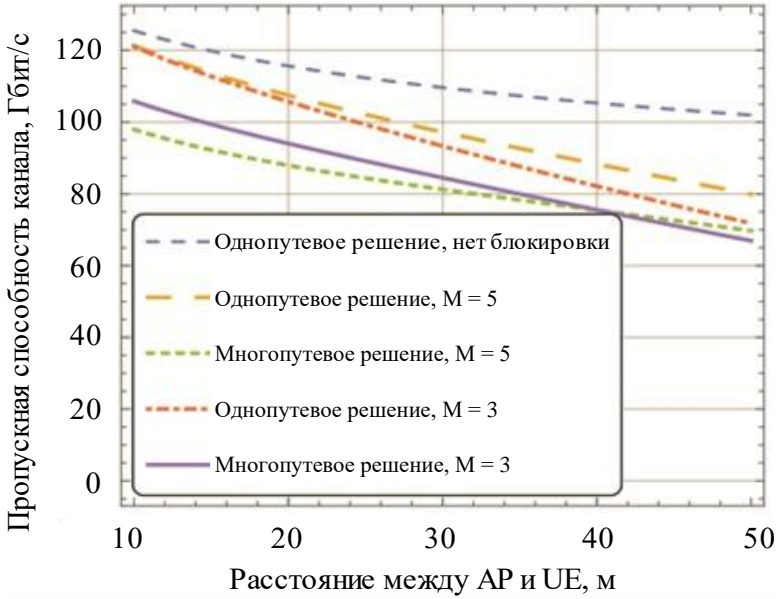 Пропускная способность канала, Гбит/с
120
100
80
60
40
20
0
Однопутевое решение, нет блокировки
Однопутевое решение, M = 5
Многопутевое решение, M = 5
Однопутевое решение, M = 3
Многопутевое решение, M = 3
10 20 30 40 50
Расстояние между AP и UE, м